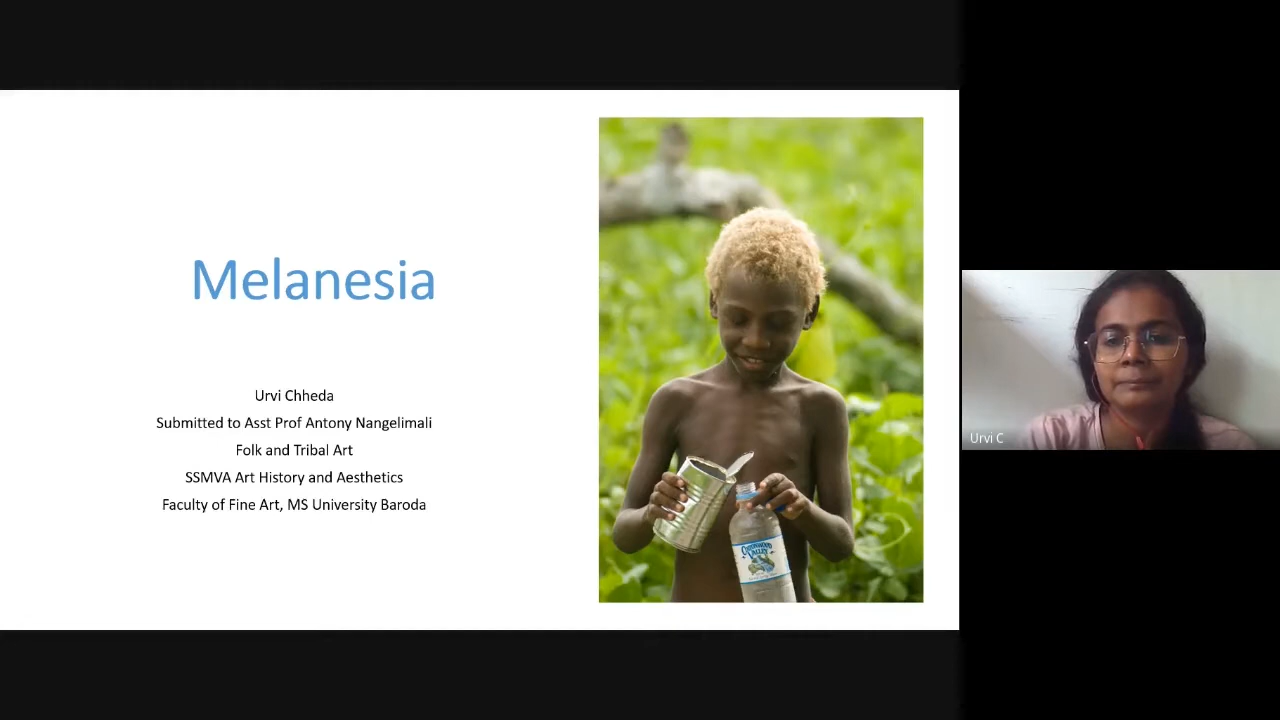 Melanesia
Urvi Chheda
Submitted to Asst Prof Antony Nangelimali
Folk and Tribal Art
SSMVA Art History and Aesthetics
Faculty of Fine Art, MS University Baroda
VALLEY
Urvi C